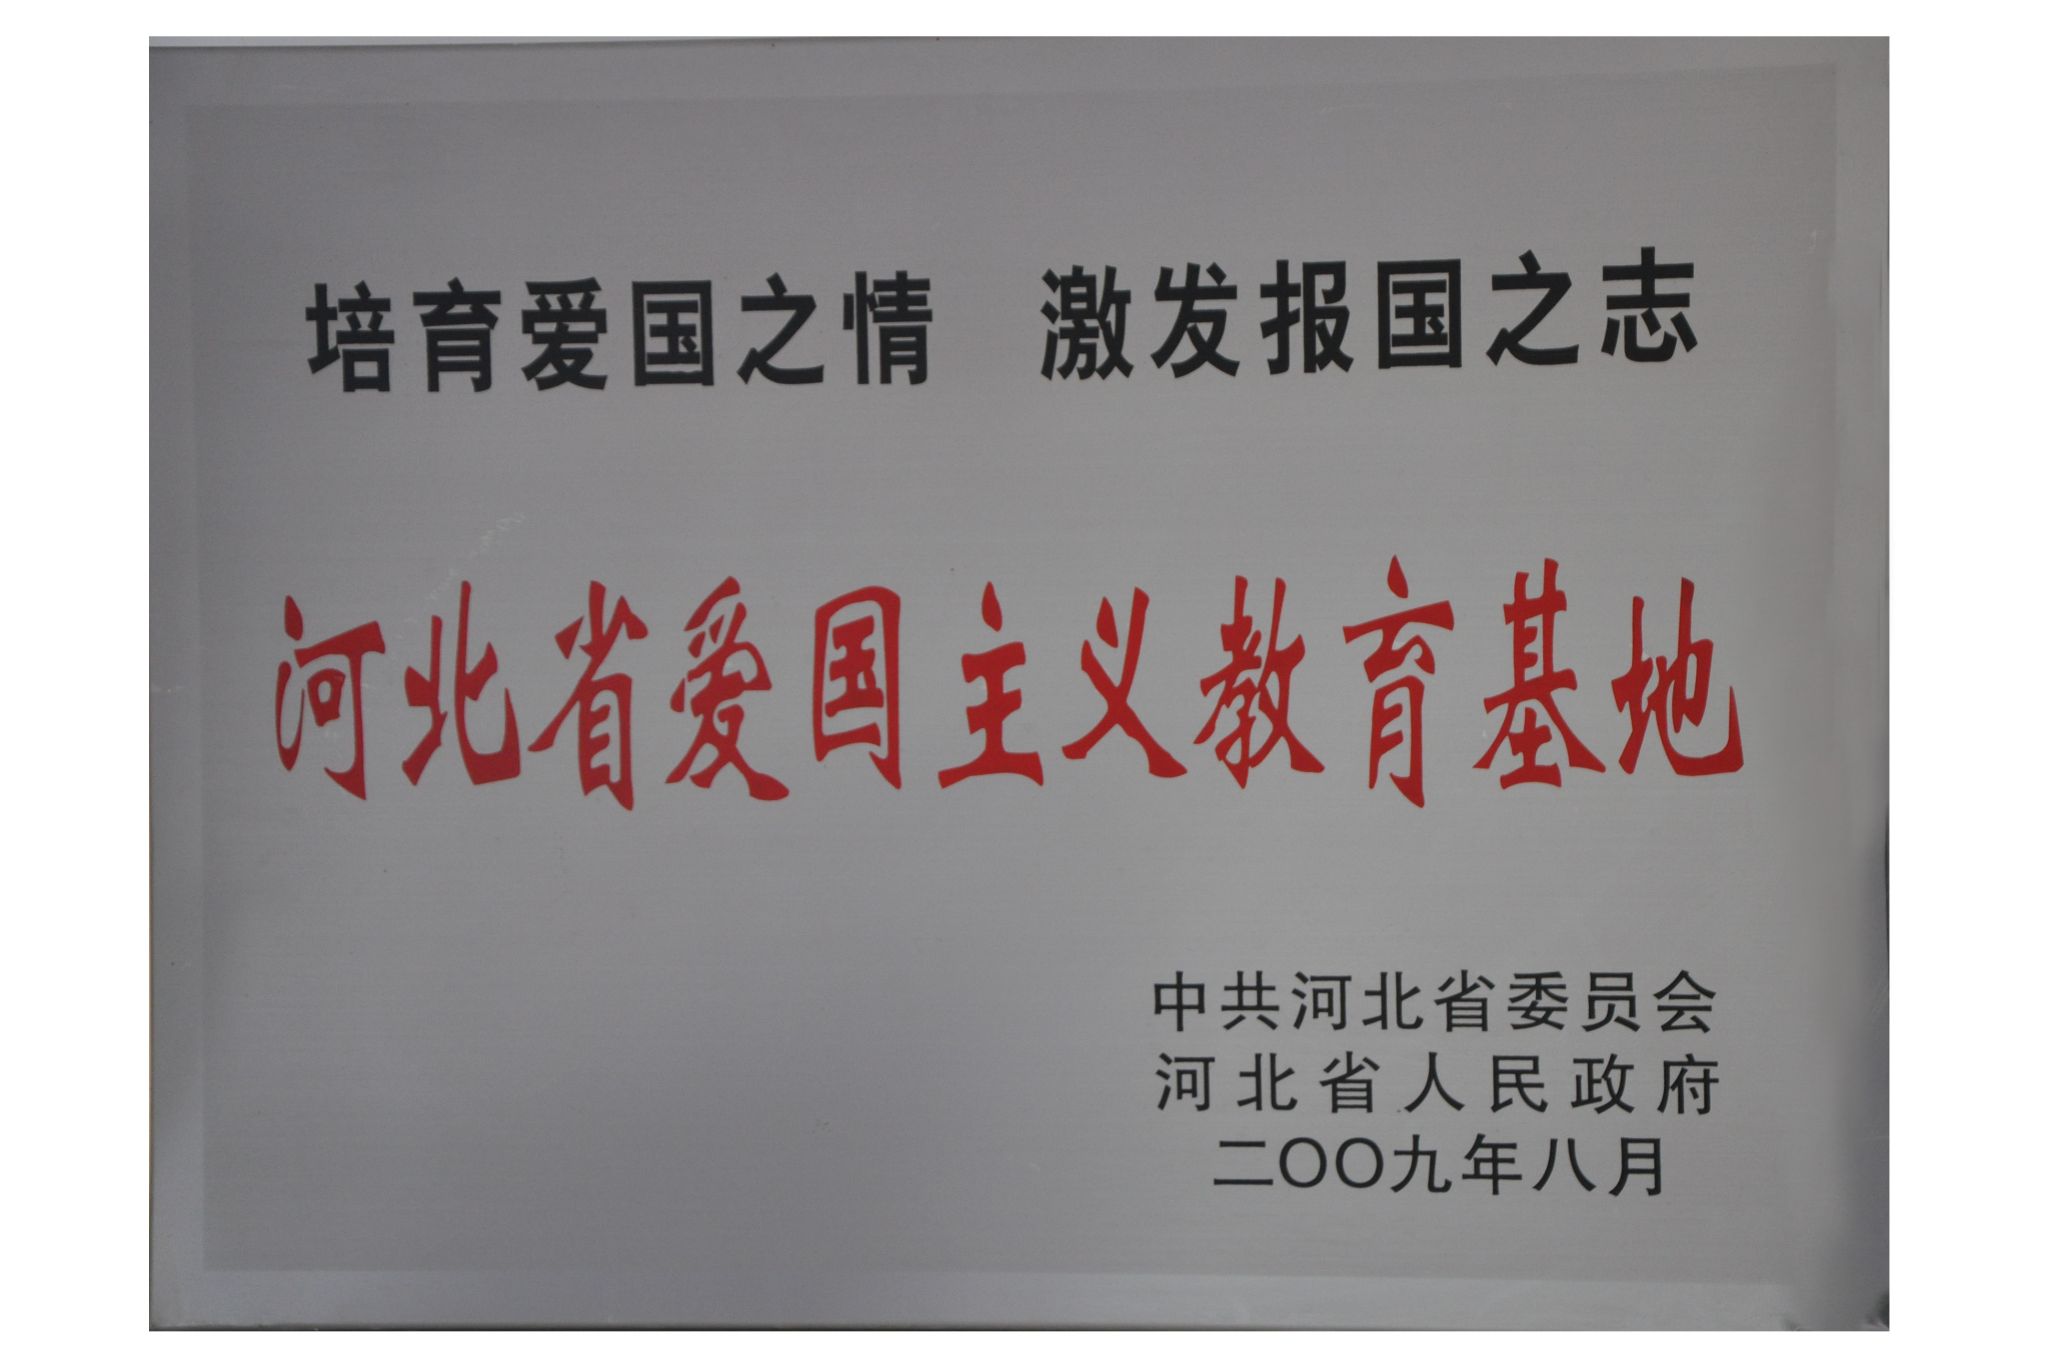 培育爱国之情 激发报国之志
河北省爱国主义教育基地
中共河北省委员会
河北省人民政府
二〇〇九年八月